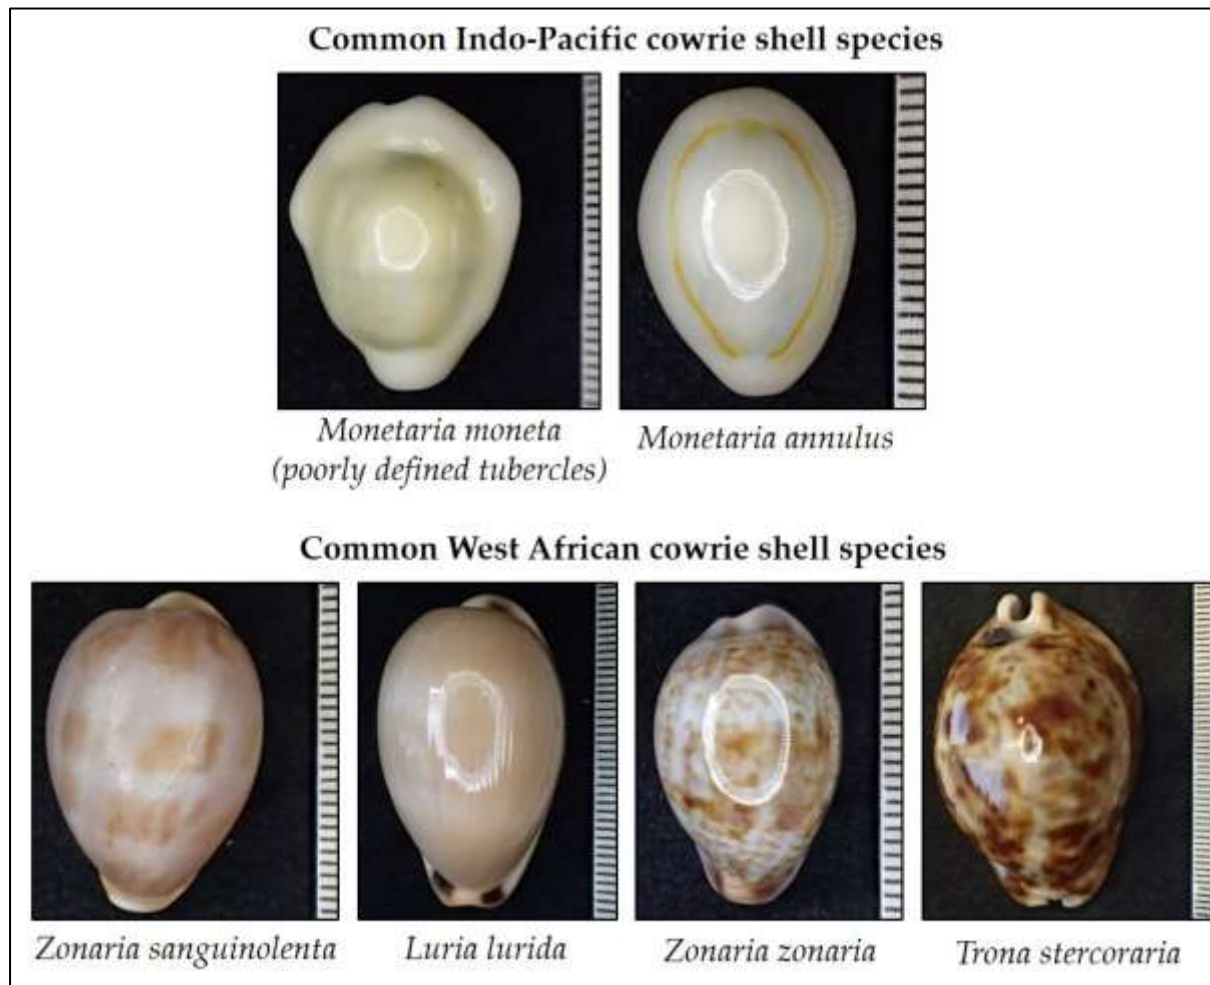 Common Indo-Pacific cowrie shell species
Monetaria moneta
(poorly defined tubercles)
Monetaria annulus
Common West African cowrie shell species
Zonaria sanguinolenta
Luria lurida
Zonaria zonaria
Trona stercoraria